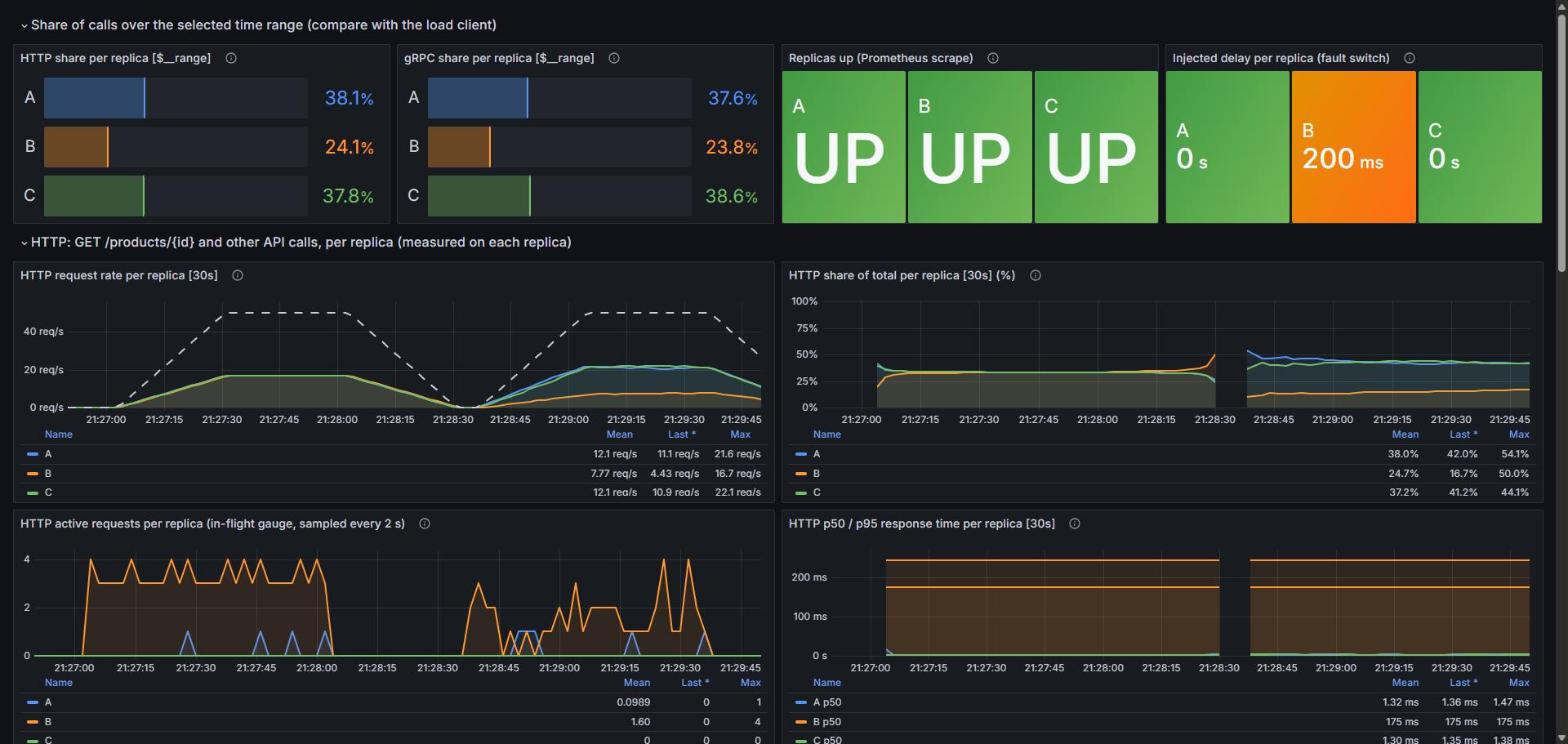 Share of calls over the selected time range (compare with the load client)
HTTP share per replica [$__range]
A 38.1%
B 24.1%
C 37.8%
gRPC share per replica [$__range]
A 37.6%
B 23.8%
C 38.6%
Replicas up (Prometheus scrape)
A UP
B UP
C UP
Injected delay per replica (fault switch)
A 0 s
B 200 ms
C 0 s
HTTP: GET /products/{id} and other API calls, per replica (measured on each replica)
HTTP request rate per replica [30s]
40 req/s
20 req/s
0 req/s
21:27:00 21:27:15 21:27:30 21:27:45 21:28:00 21:28:15 21:28:30 21:28:45 21:29:00 21:29:15 21:29:30 21:29:45
Name Mean Last * Max
A 12.1 req/s 11.1 req/s 21.6 req/s
B 7.77 req/s 4.43 req/s 16.7 req/s
C 12.1 req/s 10.9 req/s 22.1 req/s
HTTP share of total per replica [30s] (%)
100%
75%
50%
25%
0%
21:27:00 21:27:15 21:27:30 21:27:45 21:28:00 21:28:15 21:28:30 21:28:45 21:29:00 21:29:15 21:29:30 21:29:45
Name Mean Last * Max
A 38.0% 42.0% 54.1%
B 24.7% 16.7% 50.0%
C 37.2% 41.2% 44.1%
HTTP active requests per replica (in-flight gauge, sampled every 2 s)
4
2
0
21:27:00 21:27:15 21:27:30 21:27:45 21:28:00 21:28:15 21:28:30 21:28:45 21:29:00 21:29:15 21:29:30 21:29:45
Name Mean Last * Max
A 0.0989 0 1
B 1.60 0 4
C 0 0 0
HTTP p50 / p95 response time per replica [30s]
200 ms
100 ms
0 s
21:27:00 21:27:15 21:27:30 21:27:45 21:28:00 21:28:15 21:28:30 21:28:45 21:29:00 21:29:15 21:29:30 21:29:45
Name Mean Last * Max
A p50 1.32 ms 1.36 ms 1.47 ms
B p50 175 ms 175 ms 175 ms
C p50 1.30 ms 1.35 ms 1.38 ms